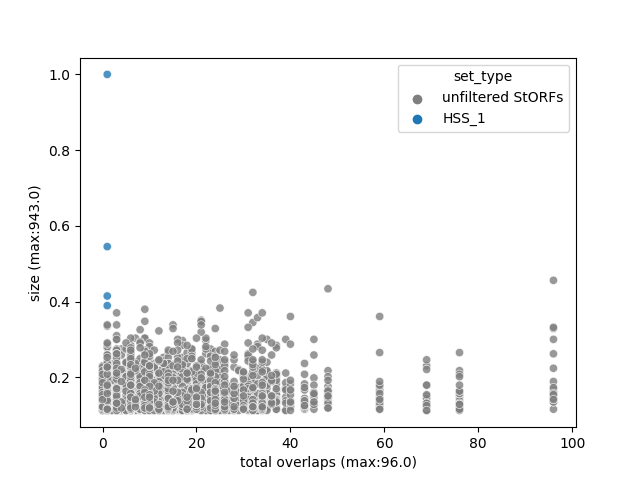 set_type
unfiltered StORFs
HSS_1
1.0
0.8
0.6
0.4
0.2
size (max:943.0)
0 20 40 60 80 100
total overlaps (max:96.0)